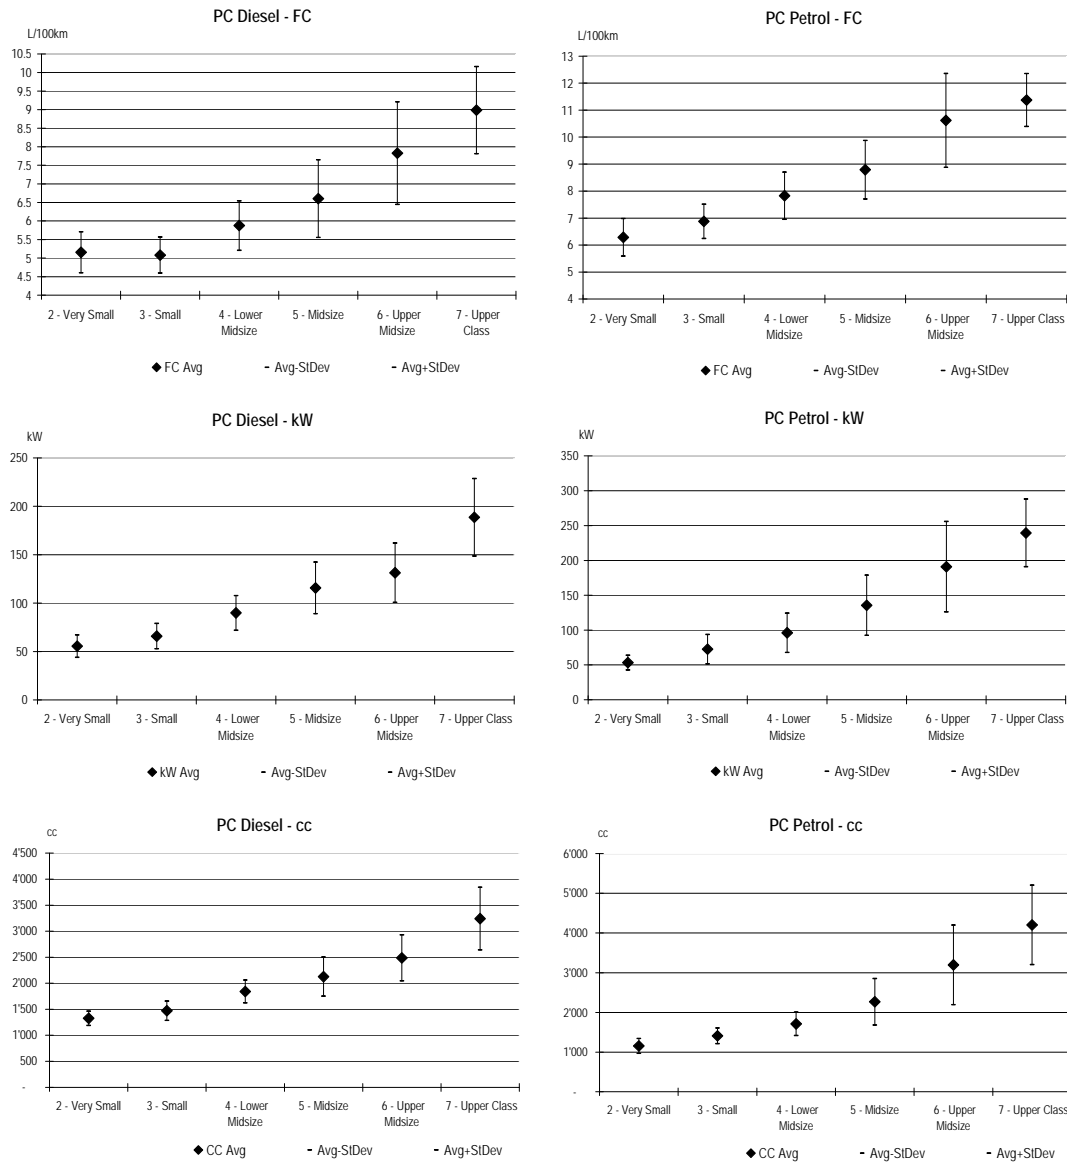 PC Diesel - FC
L/100km
10.5
10
9.5
9
8.5
8
7.5
7
6.5
6
5.5
5
4.5
4
2 - Very Small 3 - Small 4 - Lower Midsize 5 - Midsize 6 - Upper Midsize 7 - Upper Class
FC Avg Avg-StDev Avg+StDev
PC Petrol - FC
L/100km
13
12
11
10
9
8
7
6
5
4
2 - Very Small 3 - Small 4 - Lower Midsize 5 - Midsize 6 - Upper Midsize 7 - Upper Class
FC Avg Avg-StDev Avg+StDev
PC Diesel - kW
kW
250
200
150
100
50
0
2 - Very Small 3 - Small 4 - Lower Midsize 5 - Midsize 6 - Upper Midsize 7 - Upper Class
kW Avg Avg-StDev Avg+StDev
PC Petrol - kW
kW
350
300
250
200
150
100
50
0
2 - Very Small 3 - Small 4 - Lower Midsize 5 - Midsize 6 - Upper Midsize 7 - Upper Class
kW Avg Avg-StDev Avg+StDev
PC Diesel - cc
cc
4'500
4'000
3'500
3'000
2'500
2'000
1'500
1'000
500
-
2 - Very Small 3 - Small 4 - Lower Midsize 5 - Midsize 6 - Upper Midsize 7 - Upper Class
CC Avg Avg-StDev Avg+StDev
PC Petrol - cc
cc
6'000
5'000
4'000
3'000
2'000
1'000
-
2 - Very Small 3 - Small 4 - Lower Midsize 5 - Midsize 6 - Upper Midsize 7 - Upper Class
CC Avg Avg-StDev Avg+StDev